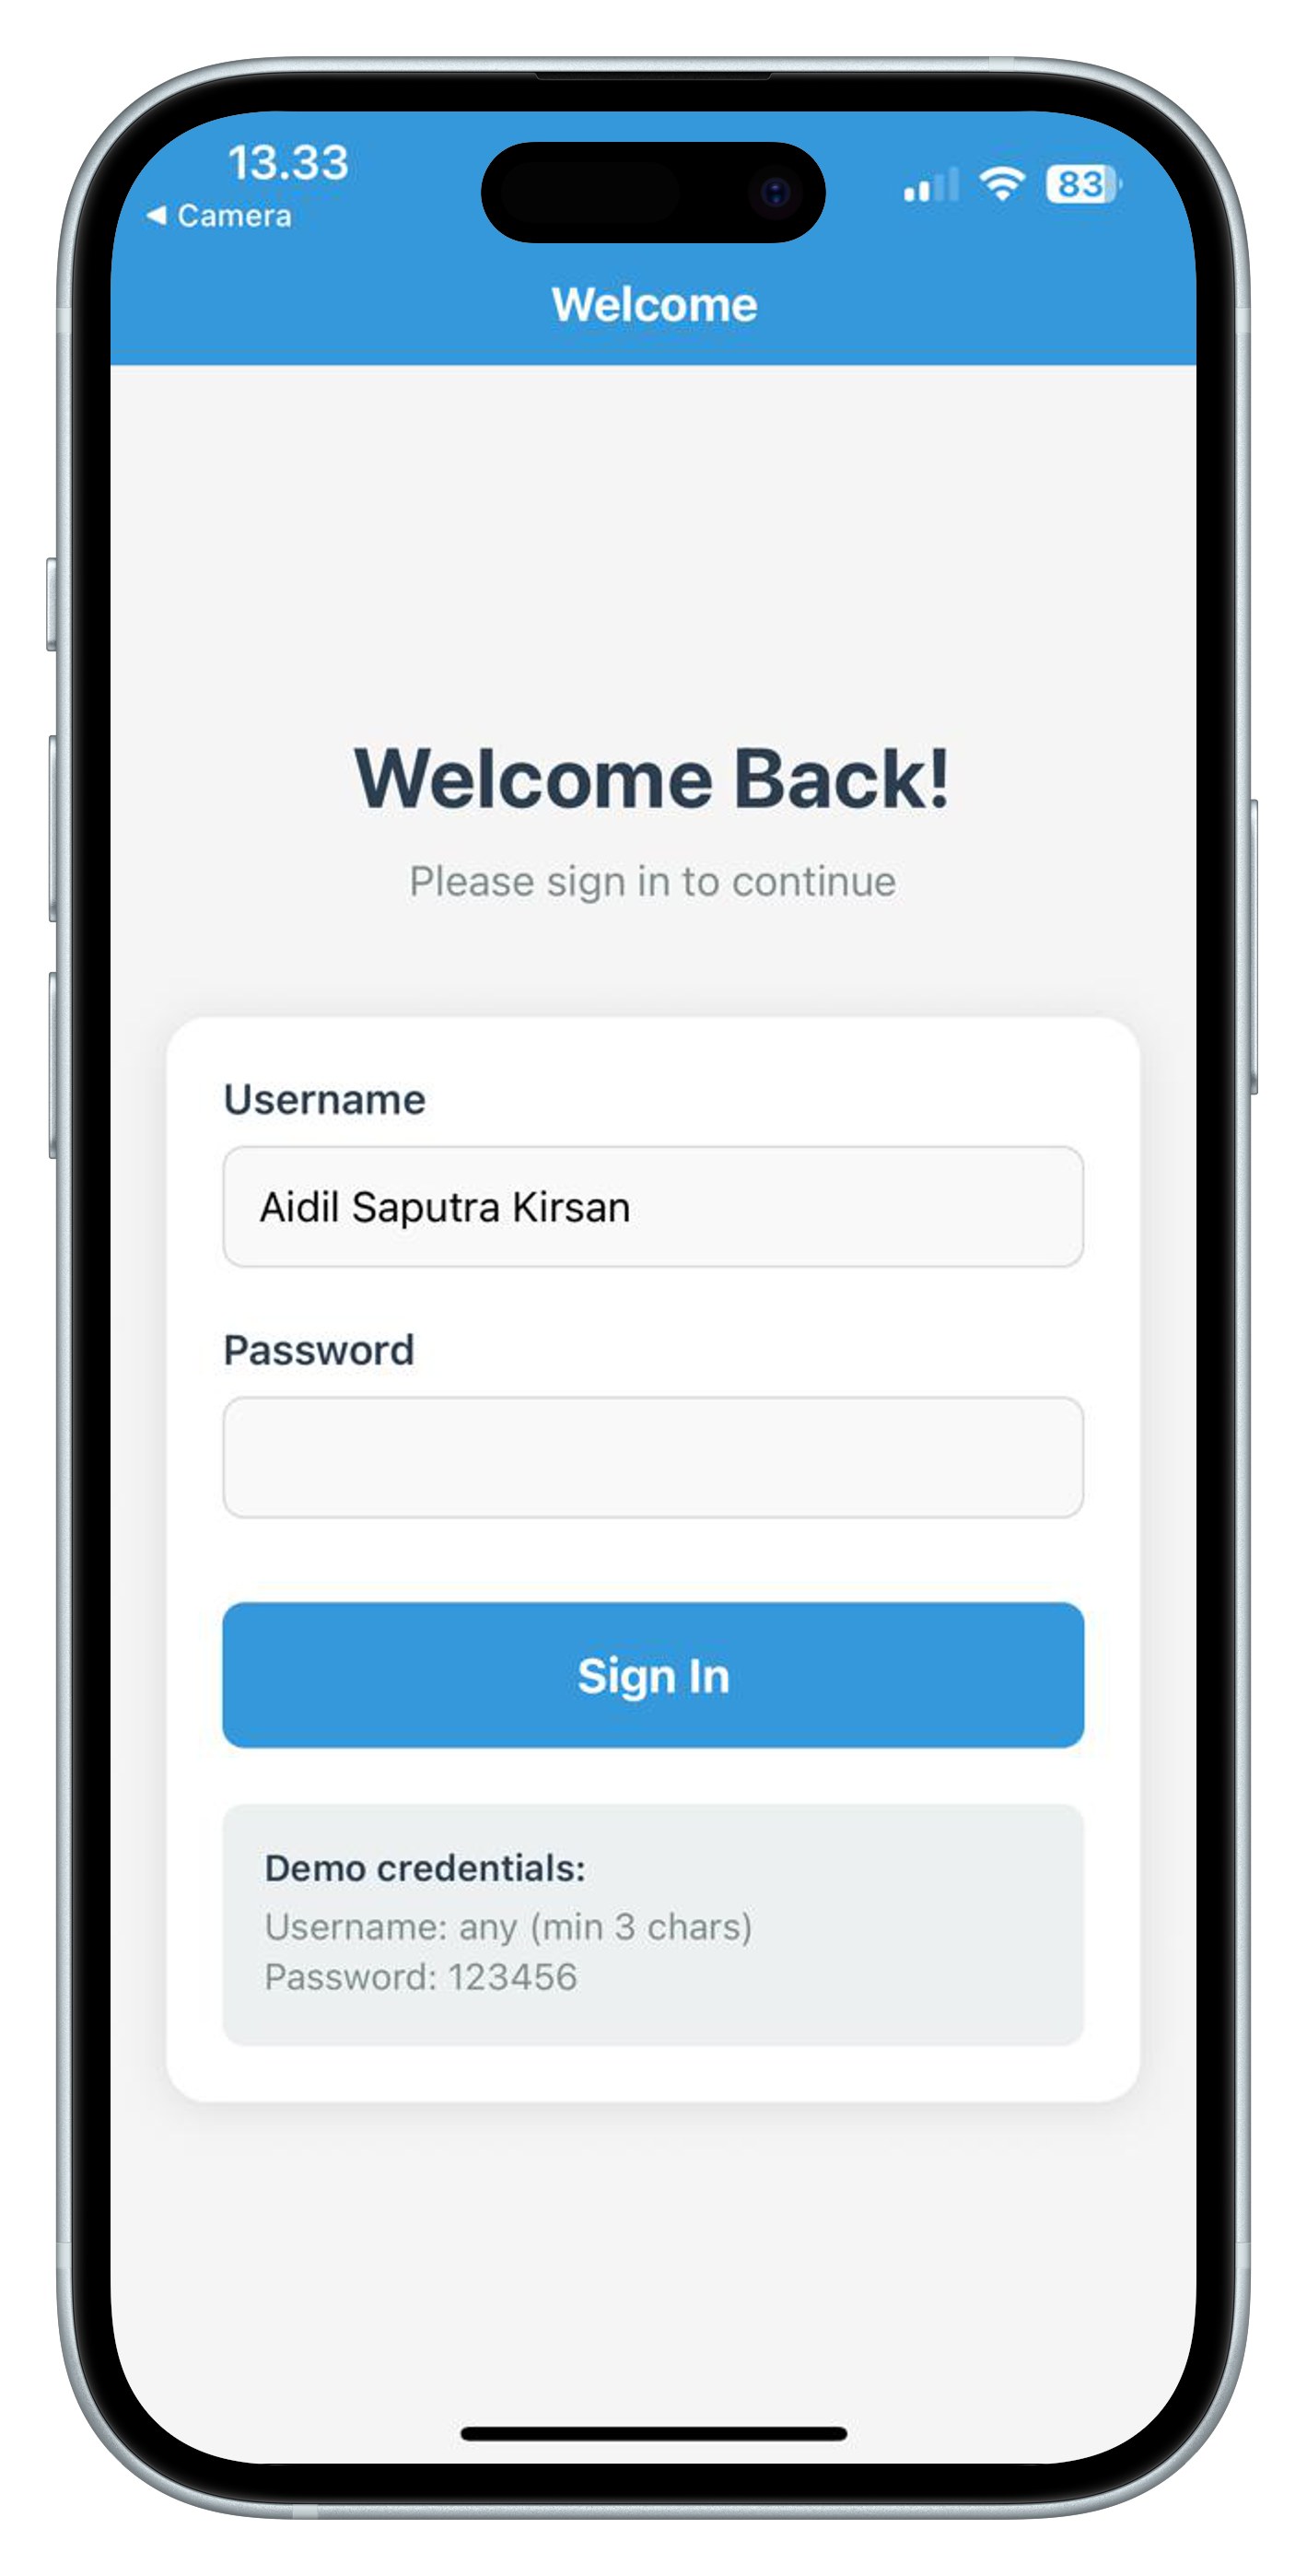 13.33
◀ Camera
83
Welcome
Welcome Back!
Please sign in to continue
Username
Aidil Saputra Kirsan
Password
Sign In
Demo credentials:
Username: any (min 3 chars)
Password: 123456